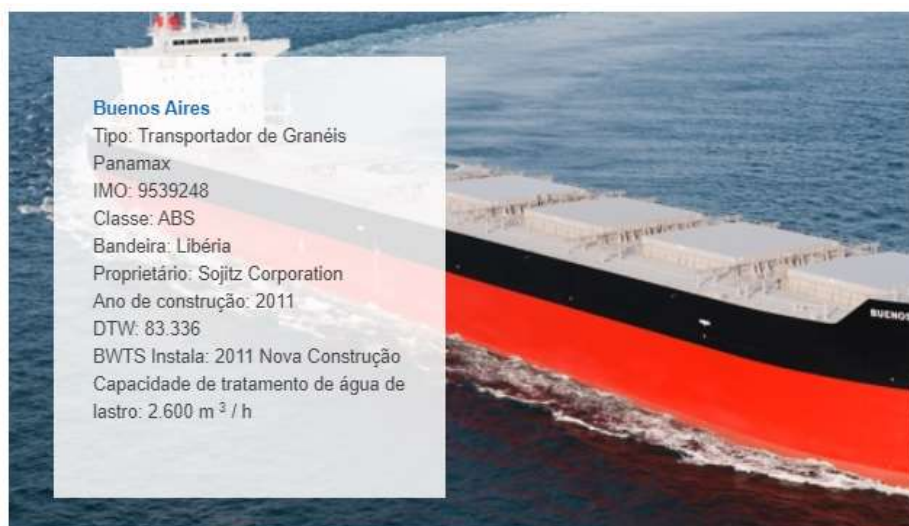 Buenos Aires
Tipo: Transportador de Granéis
Panamax
IMO: 9539248
Classe: ABS
Bandeira: Libéria
Proprietário: Sojitz Corporation
Ano de construção: 2011
DTW: 83.336
BWTS Instala: 2011 Nova Construção
Capacidade de tratamento de água de
lastro: 2.600 m ³ / h
BUENOS